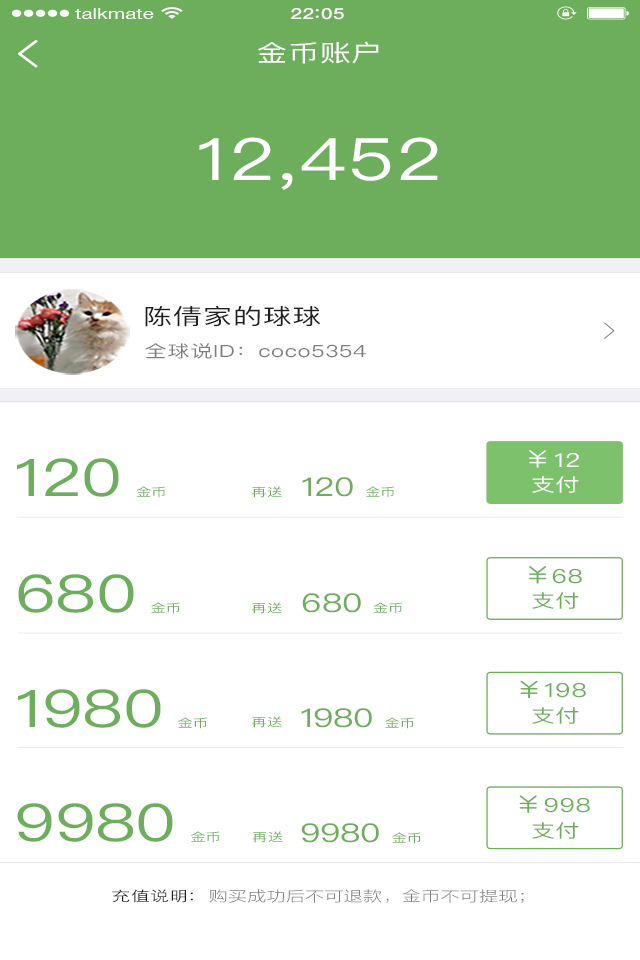 talkmate 22:05
金币账户
12,452
陈倩家的球球
全球说ID：coco5354
120 金币 再送 120 金币 ¥ 12 支付
680 金币 再送 680 金币 ¥ 68 支付
1980 金币 再送 1980 金币 ¥ 198 支付
9980 金币 再送 9980 金币 ¥ 998 支付
充值说明：购买成功后不可退款，金币不可提现；